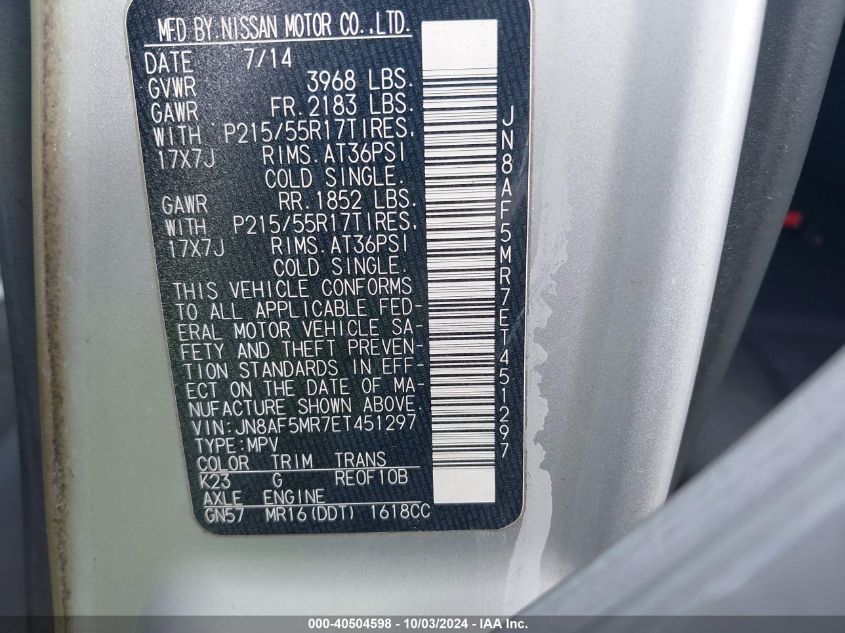 MFD BY:NISSAN MOTOR CO.,LTD.
DATE 7/14
GVWR 3968 LBS.
GAWR FR.2183 LBS.
WITH P215/55R17TIRES.
17X7J RIMS.AT36PSI
COLD SINGLE.
GAWR RR.1852 LBS.
WITH P215/55R17TIRES.
17X7J RIMS.AT36PSI
COLD SINGLE.
THIS VEHICLE CONFORMS
TO ALL APPLICABLE FED-
ERAL MOTOR VEHICLE SA-
FETY AND THEFT PREVEN-
TION STANDARDS IN EFF-
ECT ON THE DATE OF MA-
NUFACTURE SHOWN ABOVE.
VIN:JN8AF5MR7ET451297
TYPE:MPV
COLOR TRIM TRANS
K23 G RE0F10B
AXLE ENGINE
GN57 MR16(DDT) 1618CC
JN8AF5MR7ET451297
000-40504598 - 10/03/2024 - IAA Inc.